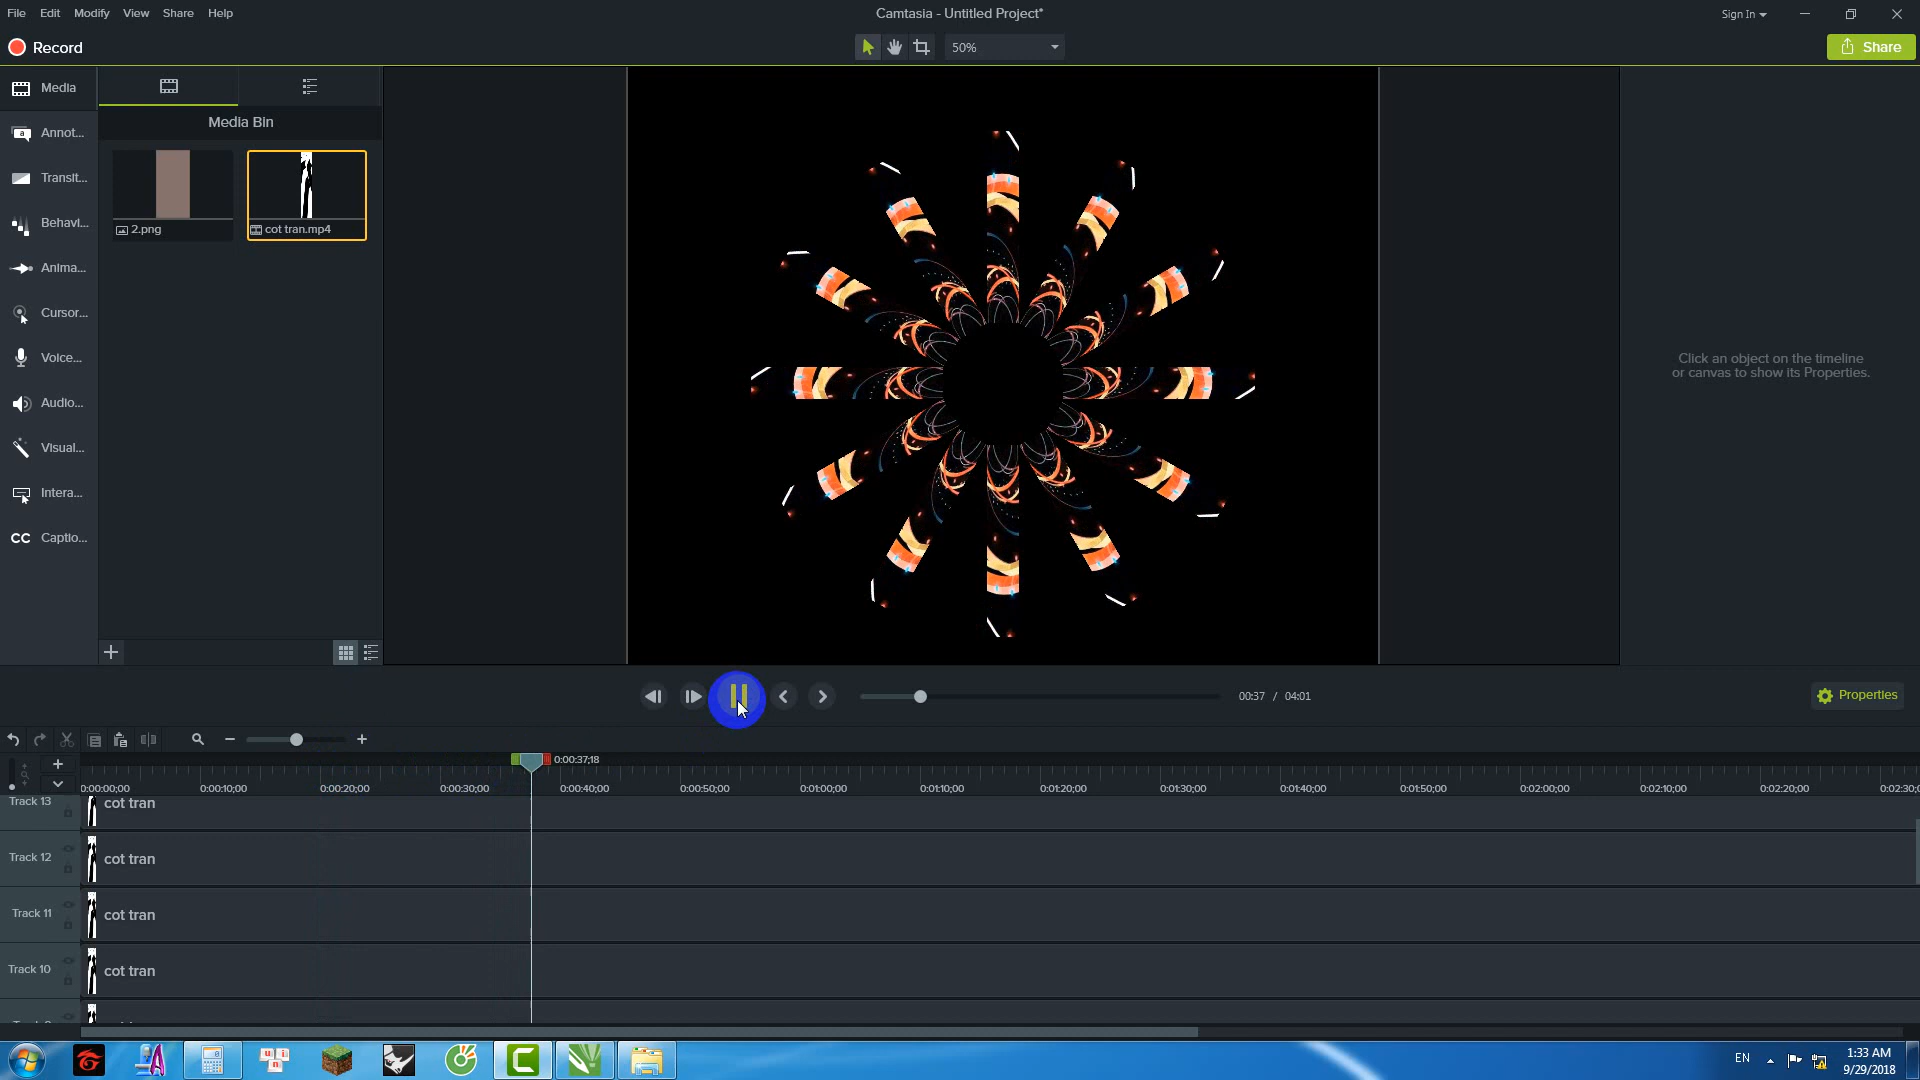 File Edit Modify View Share Help
Camtasia - Untitled Project*
Sign In
Record
50%
Share
Media
Annot...
Transit...
Behavi...
Anima...
Cursor...
Voice...
Audio...
Visual...
Intera...
CC Captio...
Media Bin
2.png
cot tran.mp4
Click an object on the timeline
or canvas to show its Properties.
00:37 / 04:01
Properties
0:00:37;18
0:00:00;00 0:00:10;00 0:00:20;00 0:00:30;00 0:00:40;00 0:00:50;00 0:01:00;00 0:01:10;00 0:01:20;00 0:01:30;00 0:01:40;00 0:01:50;00 0:02:00;00 0:02:10;00 0:02:20;00
Track 13 cot tran
Track 12 cot tran
Track 11 cot tran
Track 10 cot tran
EN
1:33 AM
9/29/2018